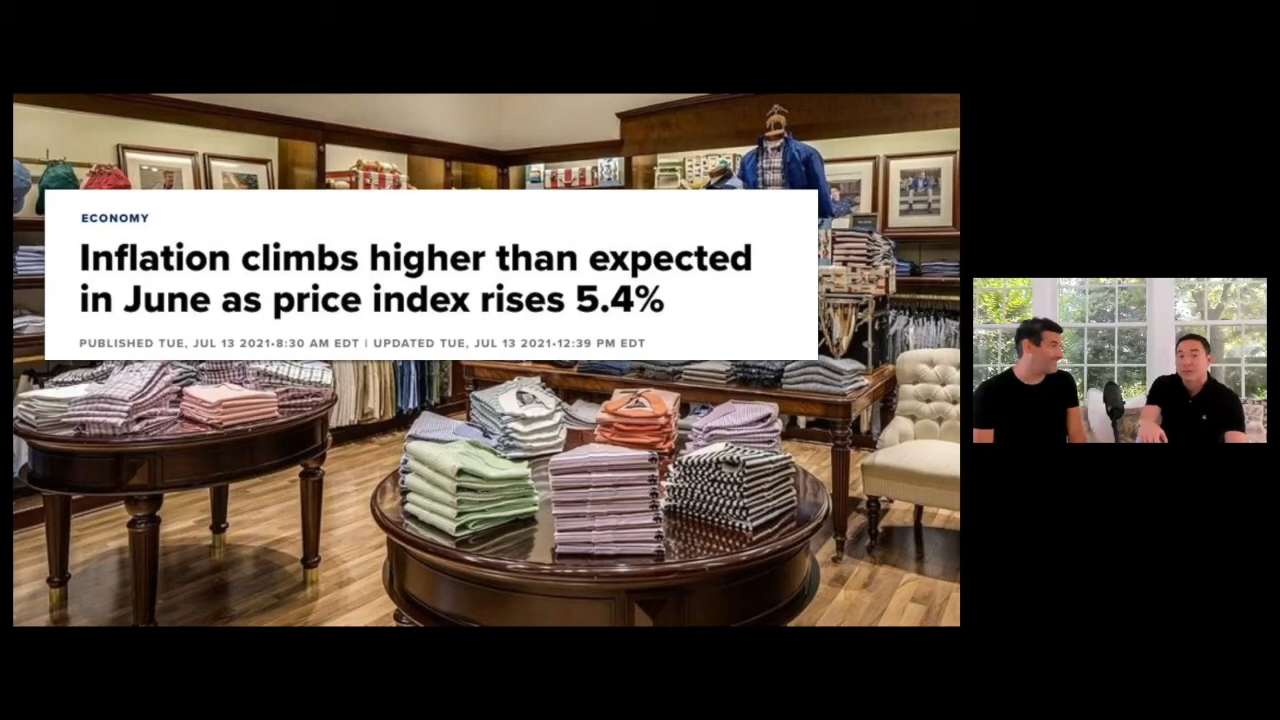 ECONOMY
Inflation climbs higher than expected
in June as price index rises 5.4%
PUBLISHED TUE, JUL 13 2021•8:30 AM EDT | UPDATED TUE, JUL 13 2021•12:39 PM EDT